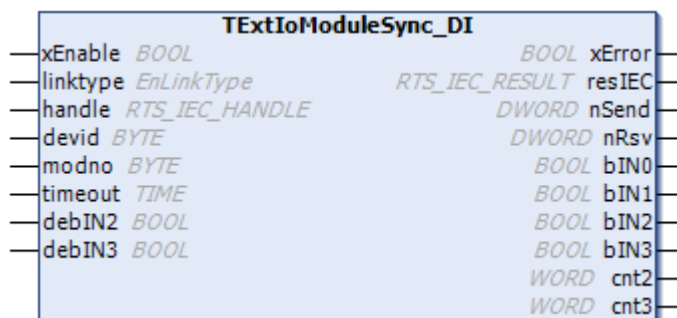 TExtIoModuleSync_DI
xEnable BOOL BOOL xError
linktype EnLinkType RTS_IEC_RESULT resIEC
handle RTS_IEC_HANDLE DWORD nSend
devid BYTE DWORD nRsv
modno BYTE BOOL bIN0
timeout TIME BOOL bIN1
debIN2 BOOL BOOL bIN2
debIN3 BOOL BOOL bIN3
WORD cnt2
WORD cnt3